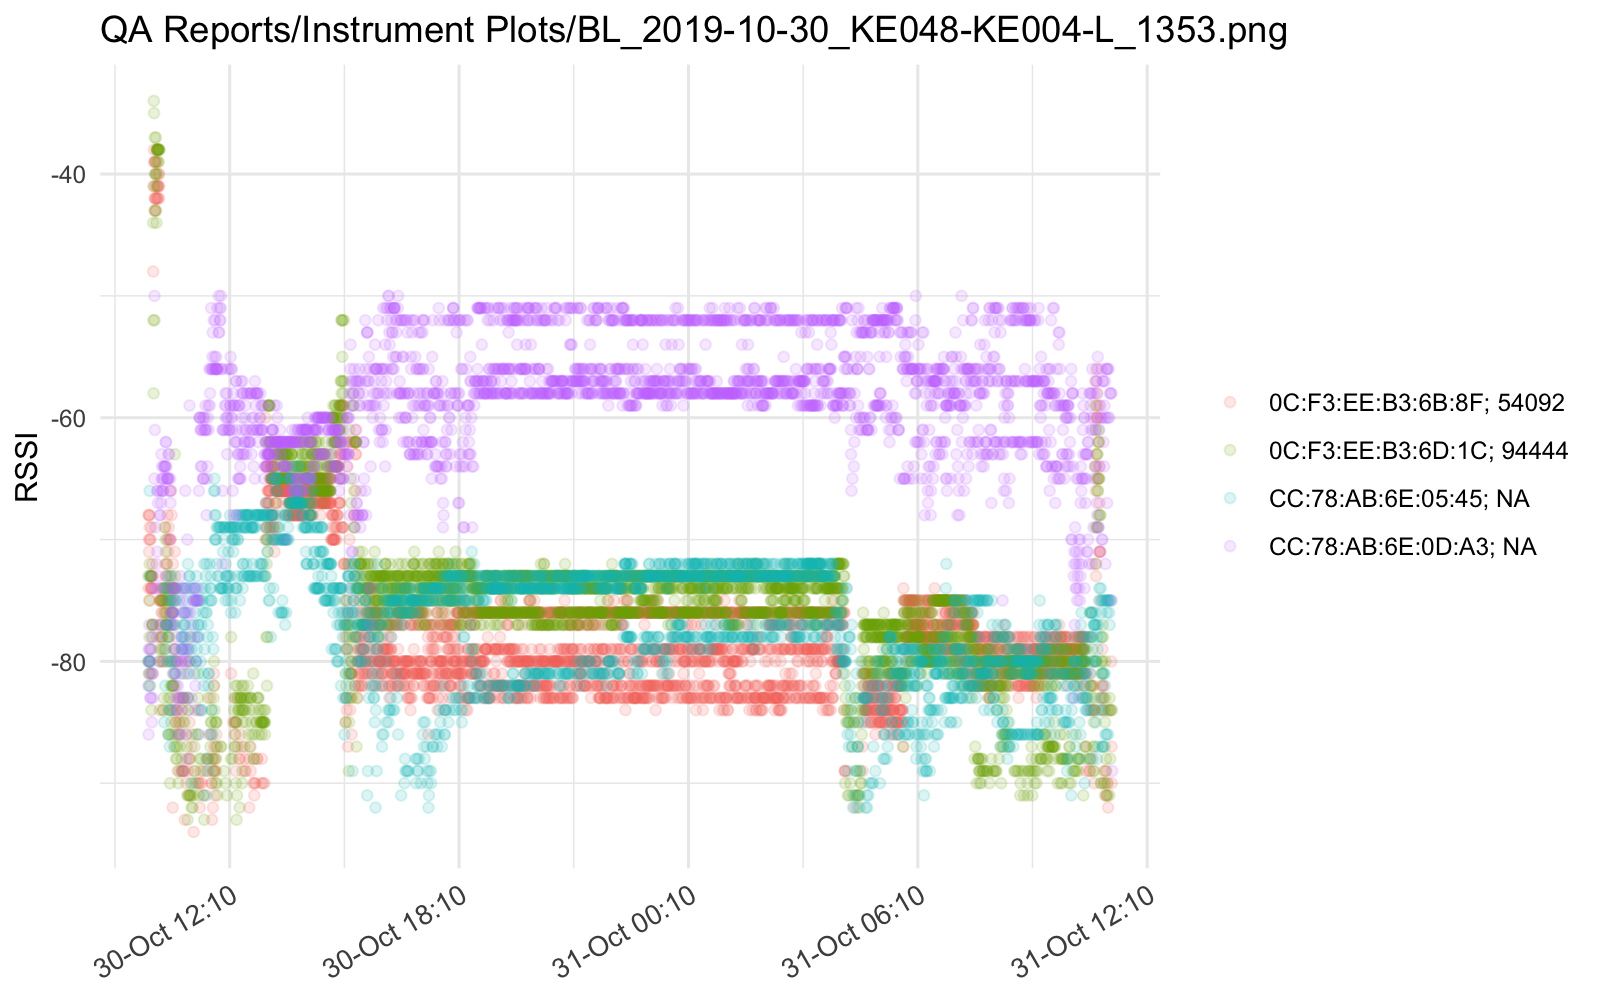 QA Reports/Instrument Plots/BL_2019-10-30_KE048-KE004-L_1353.png
RSSI
-40
-60
-80
30-Oct 12:10
30-Oct 18:10
31-Oct 00:10
31-Oct 06:10
31-Oct 12:10
0C:F3:EE:B3:6B:8F; 54092
0C:F3:EE:B3:6D:1C; 94444
CC:78:AB:6E:05:45; NA
CC:78:AB:6E:0D:A3; NA